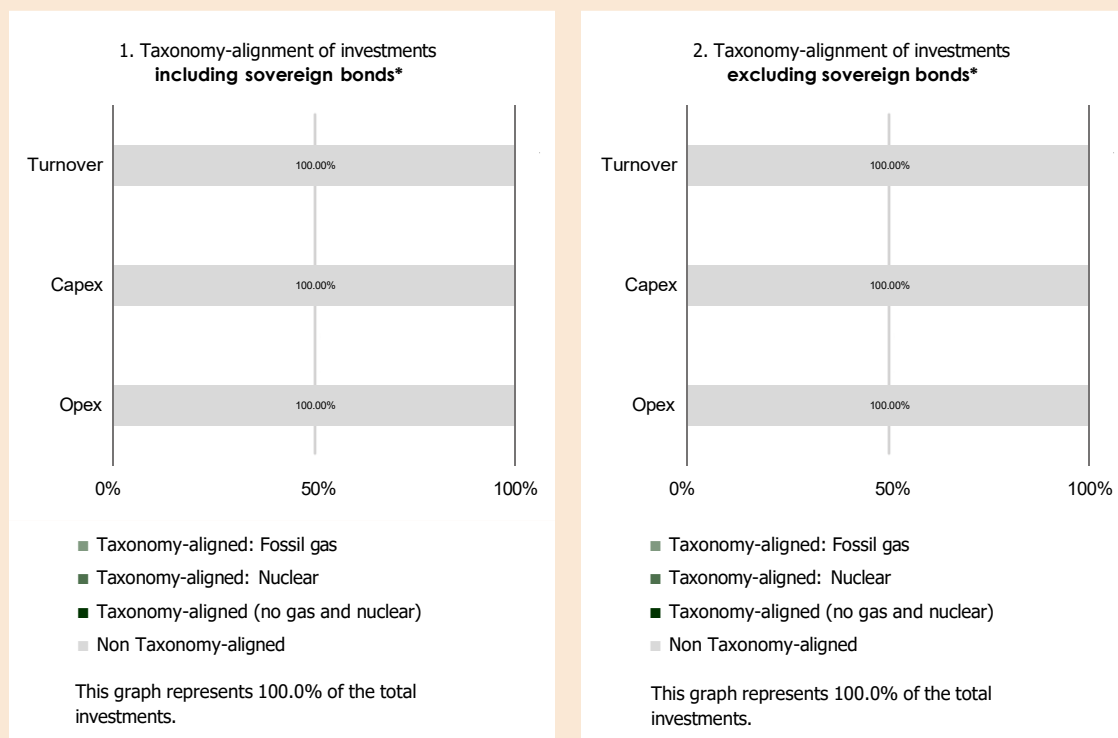 1. Taxonomy-alignment of investments
including sovereign bonds*
Turnover
100.00%
Capex
100.00%
Opex
100.00%
0% 50% 100%
Taxonomy-aligned: Fossil gas
Taxonomy-aligned: Nuclear
Taxonomy-aligned (no gas and nuclear)
Non Taxonomy-aligned
This graph represents 100.0% of the total
investments.
2. Taxonomy-alignment of investments
excluding sovereign bonds*
Turnover
100.00%
Capex
100.00%
Opex
100.00%
0% 50% 100%
Taxonomy-aligned: Fossil gas
Taxonomy-aligned: Nuclear
Taxonomy-aligned (no gas and nuclear)
Non Taxonomy-aligned
This graph represents 100.0% of the total
investments.